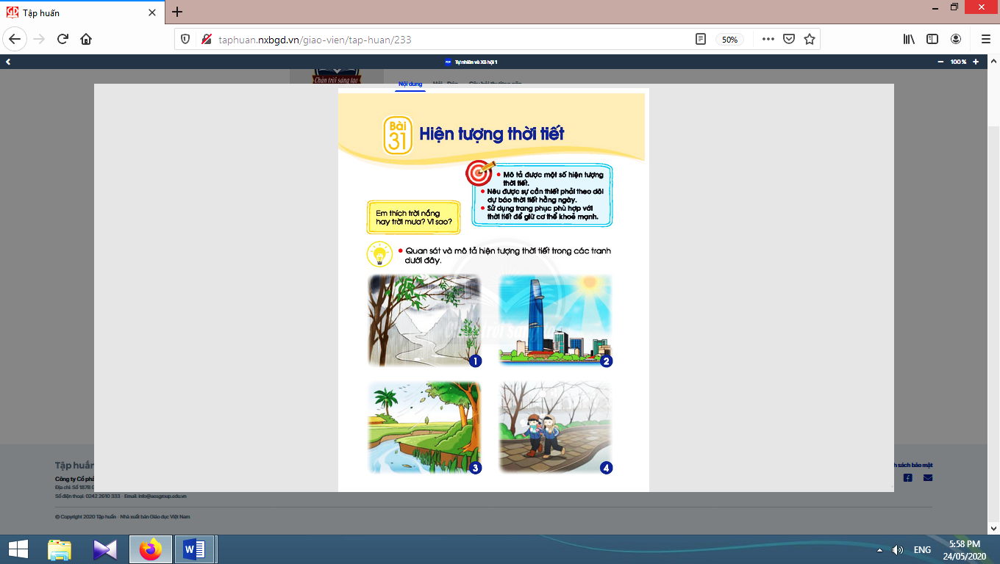 Tập huấn
taphuan.nxbgd.vn/giao-vien/tap-huan/233
50%
Tự nhiên và Xã hội 1
100 %
Chân trời sáng tạo
Nội dung
Hiện tượng thời tiết
Bài
31
Mô tả được một số hiện tượng
thời tiết.
Nêu được sự cần thiết phải theo dõi
dự báo thời tiết hằng ngày.
Sử dụng trang phục phù hợp với
thời tiết để giữ cơ thể khoẻ mạnh.
Em thích trời nắng
hay trời mưa? Vì sao?
Quan sát và mô tả hiện tượng thời tiết trong các tranh
dưới đây.
Chân trời sáng tạo
1
2
3
4
Tập huấn
Công ty Cổ ph
Địa chỉ: Số 187B G
Số điện thoại: 0242 2610 333 - Email: info@aesgroup.edu.vn
h sách bảo mật
© Copyright 2020 Tập huấn - Nhà xuất bản Giáo dục Việt Nam
ENG
5:58 PM
24/05/2020